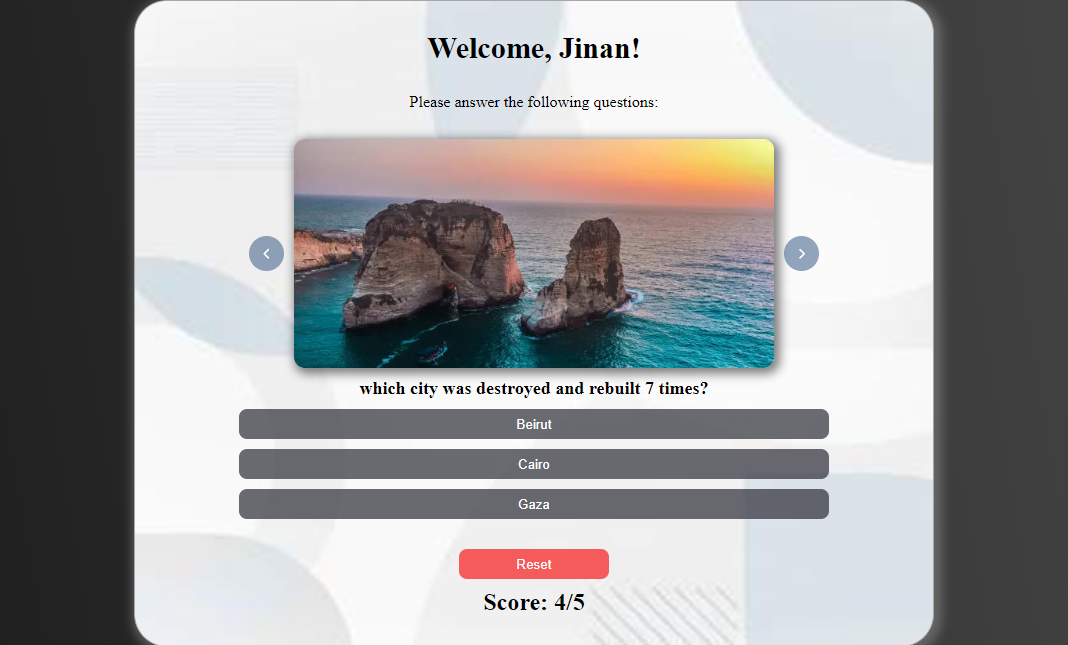 Welcome, Jinan!
Please answer the following questions:
which city was destroyed and rebuilt 7 times?
Beirut
Cairo
Gaza
Reset
Score: 4/5